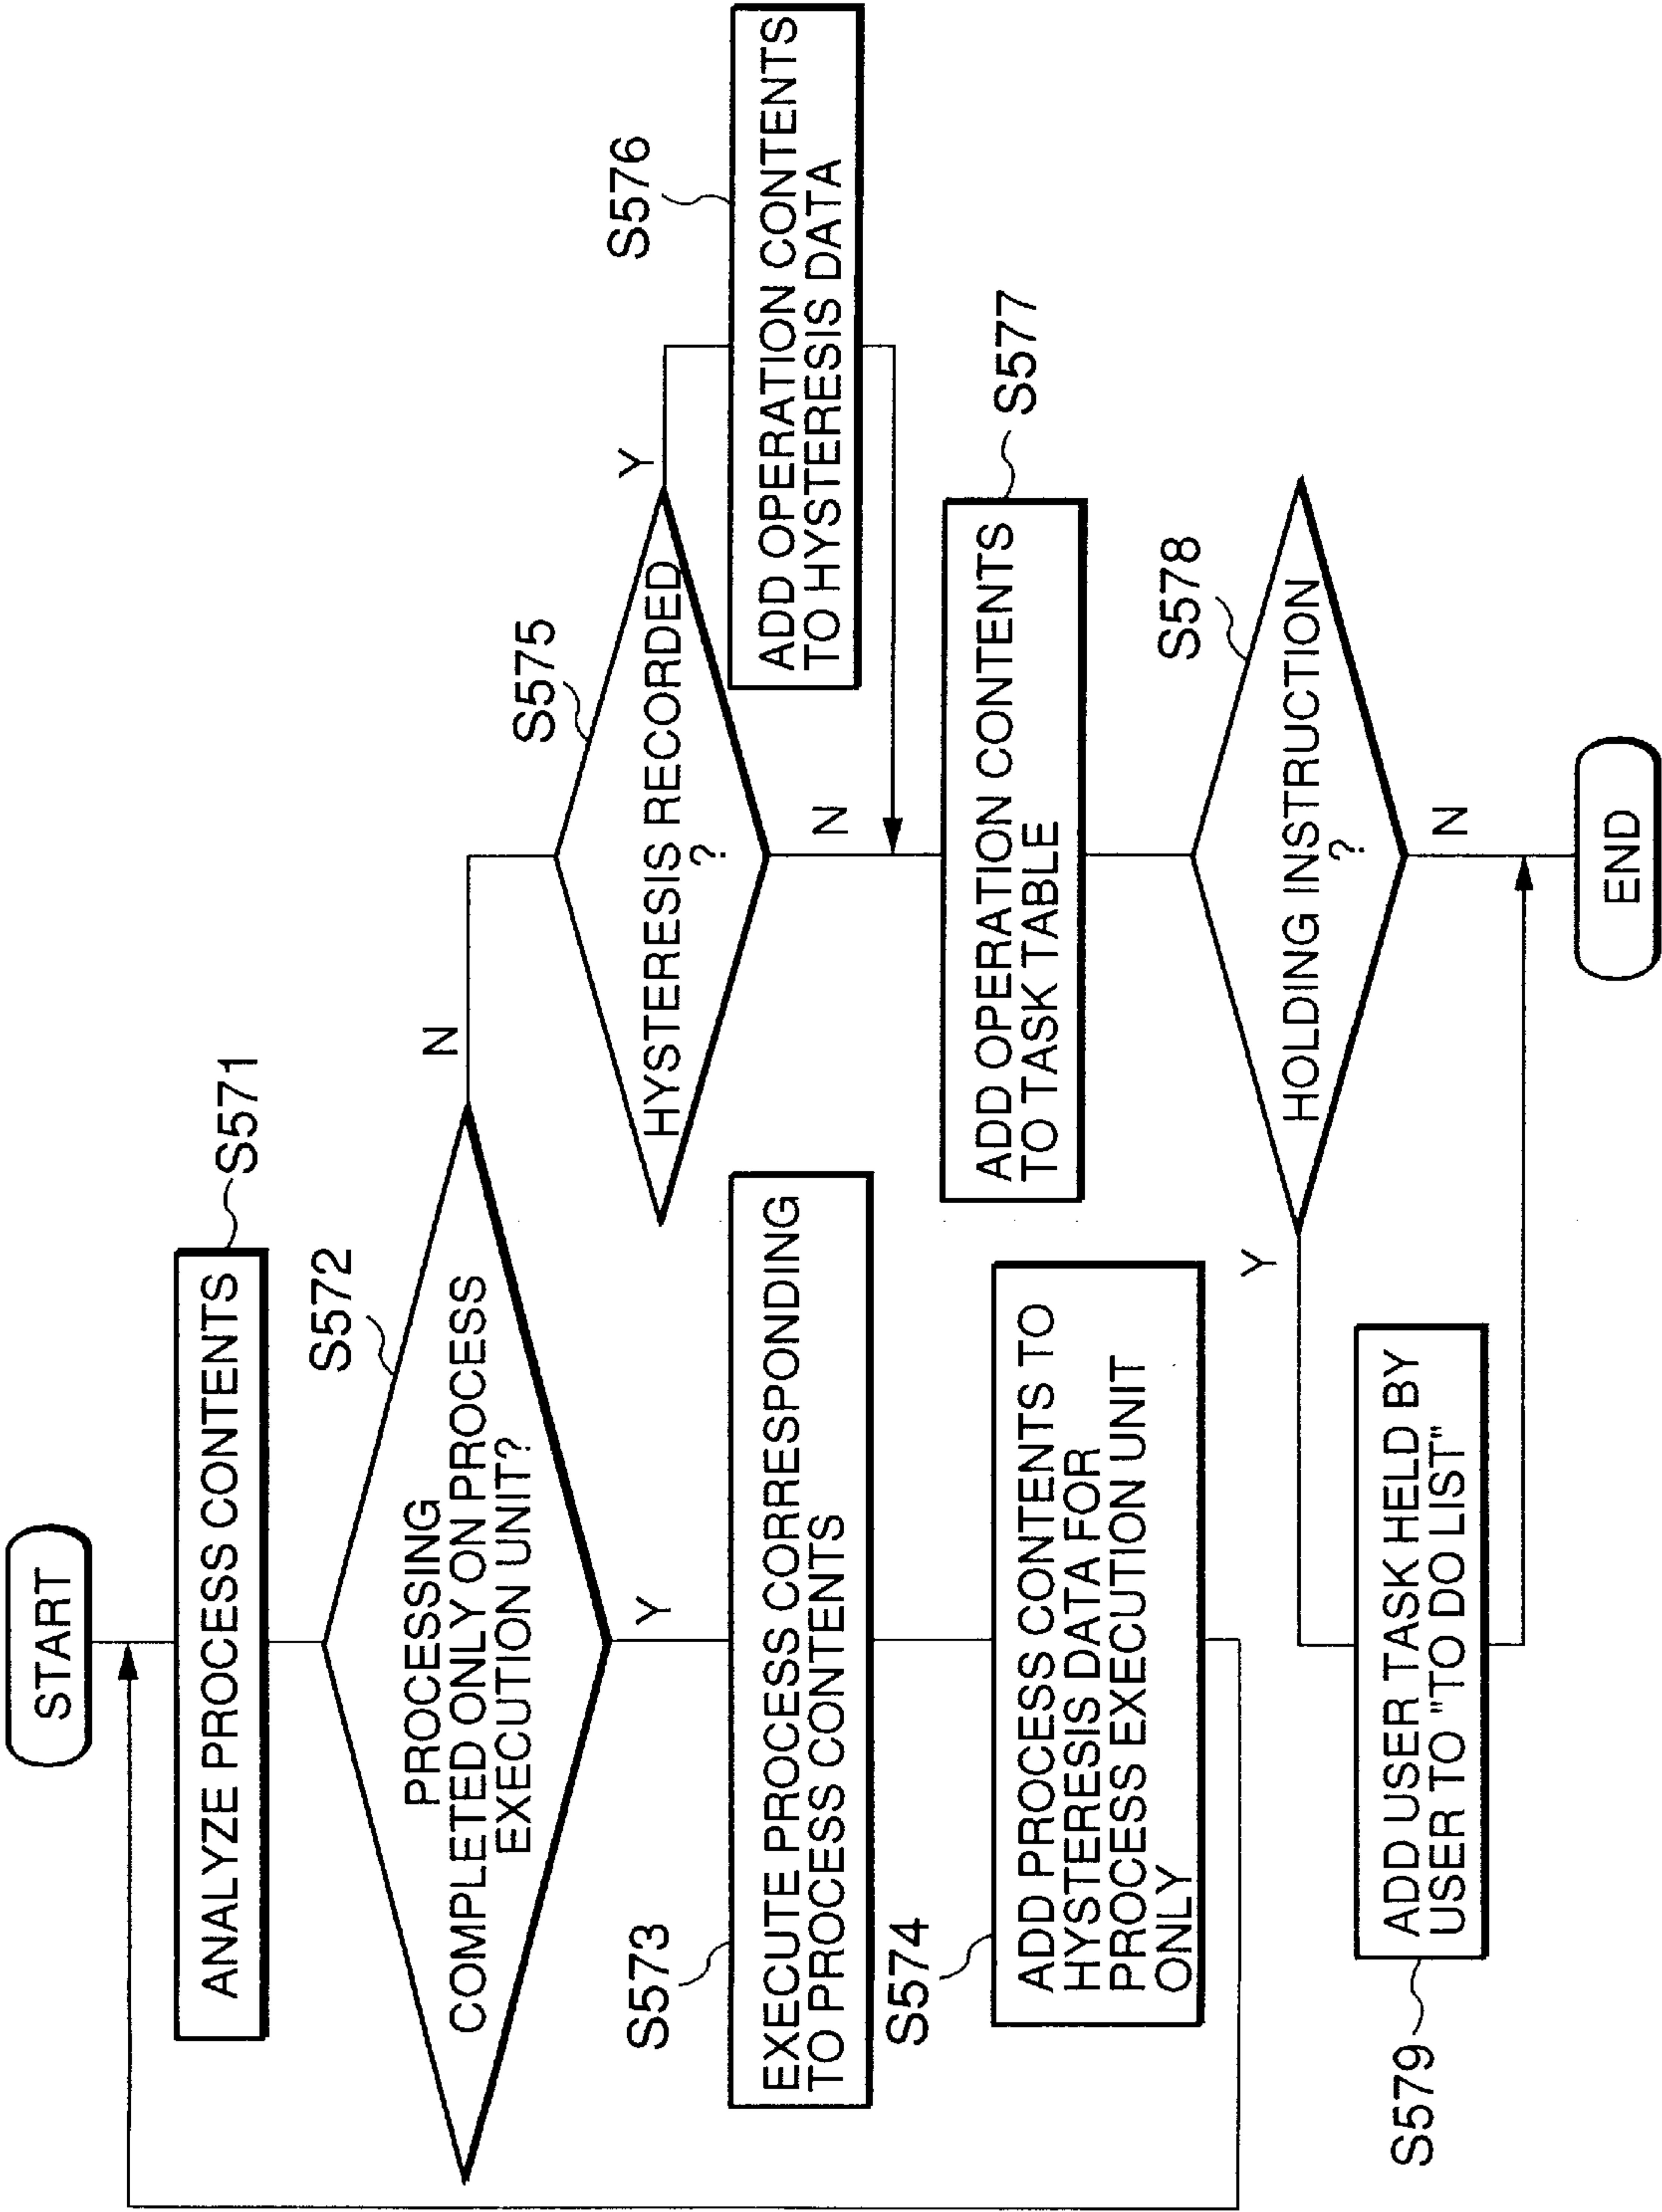 START
ANALYZE PROCESS CONTENTS
S571
S572
PROCESSING
COMPLETED ONLY ON PROCESS
EXECUTION UNIT?
Y
N
S573
EXECUTE PROCESS CORRESPONDING
TO PROCESS CONTENTS
S574
ADD PROCESS CONTENTS TO
HYSTERESIS DATA FOR
PROCESS EXECUTION UNIT
ONLY
S575
HYSTERESIS RECORDED
?
Y
N
S576
ADD OPERATION CONTENTS
TO HYSTERESIS DATA
S577
ADD OPERATION CONTENTS
TO TASK TABLE
S578
HOLDING INSTRUCTION
?
Y
N
S579
ADD USER TASK HELD BY
USER TO "TO DO LIST"
END